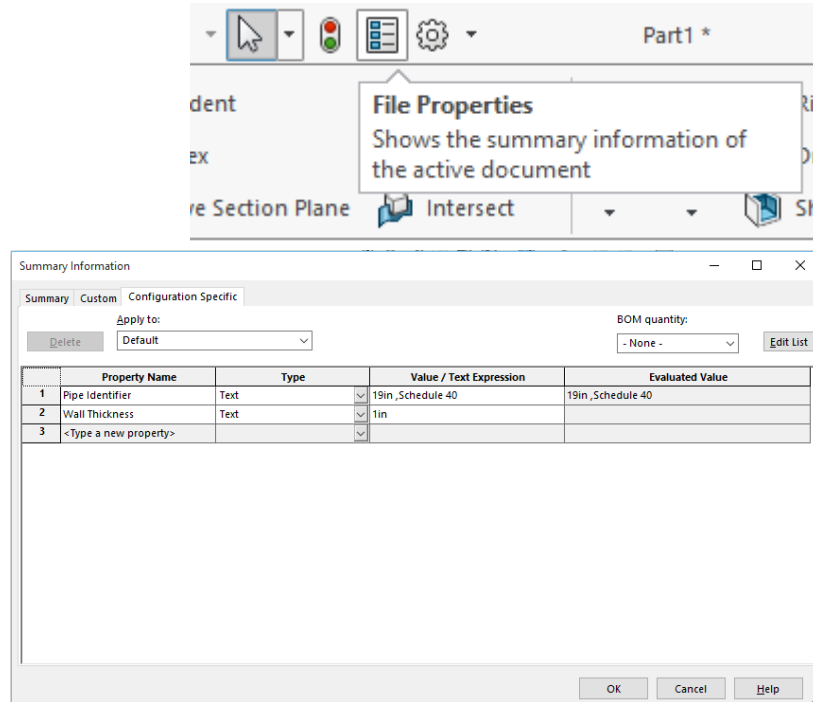 Part1 *
dent
File Properties
Shows the summary information of
the active document
ex
ve Section Plane
Intersect
Summary Information
Summary Custom Configuration Specific
Apply to:
BOM quantity:
Delete
Default
- None -
Edit List
Property Name Type Value / Text Expression Evaluated Value
1 Pipe Identifier Text 19in ,Schedule 40 19in ,Schedule 40
2 Wall Thickness Text 1in
3 <Type a new property>
OK Cancel Help